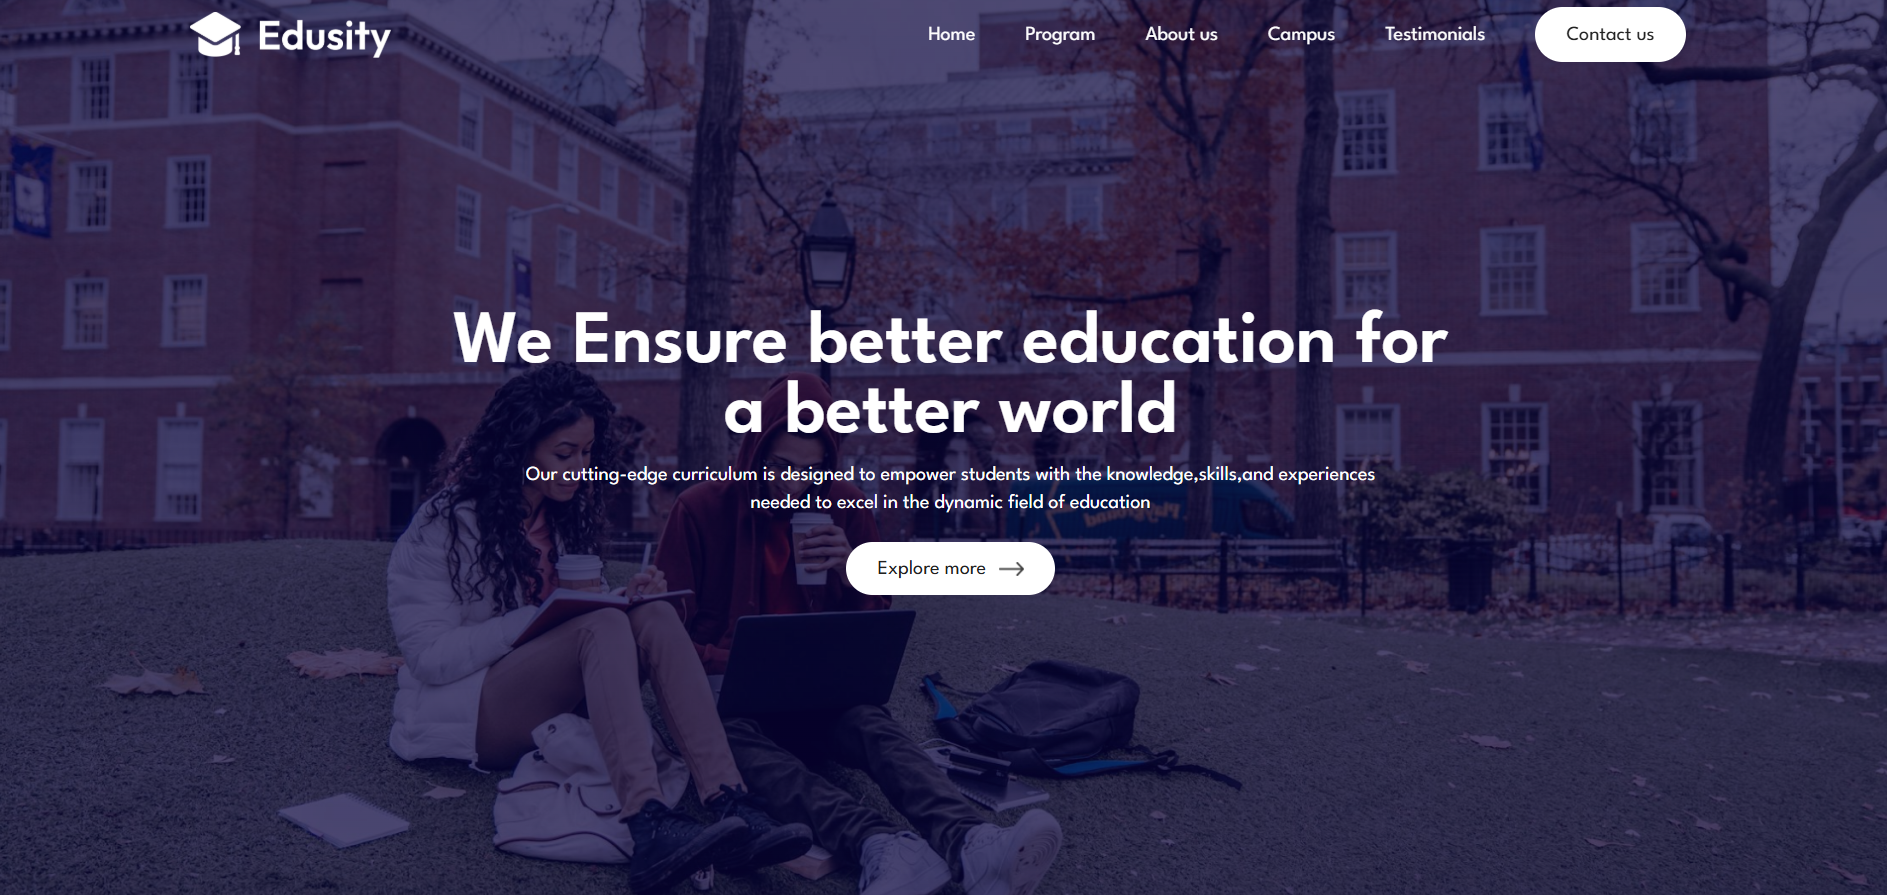 Edusity
Home Program About us Campus Testimonials Contact us
We Ensure better education for
a better world
Our cutting-edge curriculum is designed to empower students with the knowledge,skills,and experiences
needed to excel in the dynamic field of education
Explore more